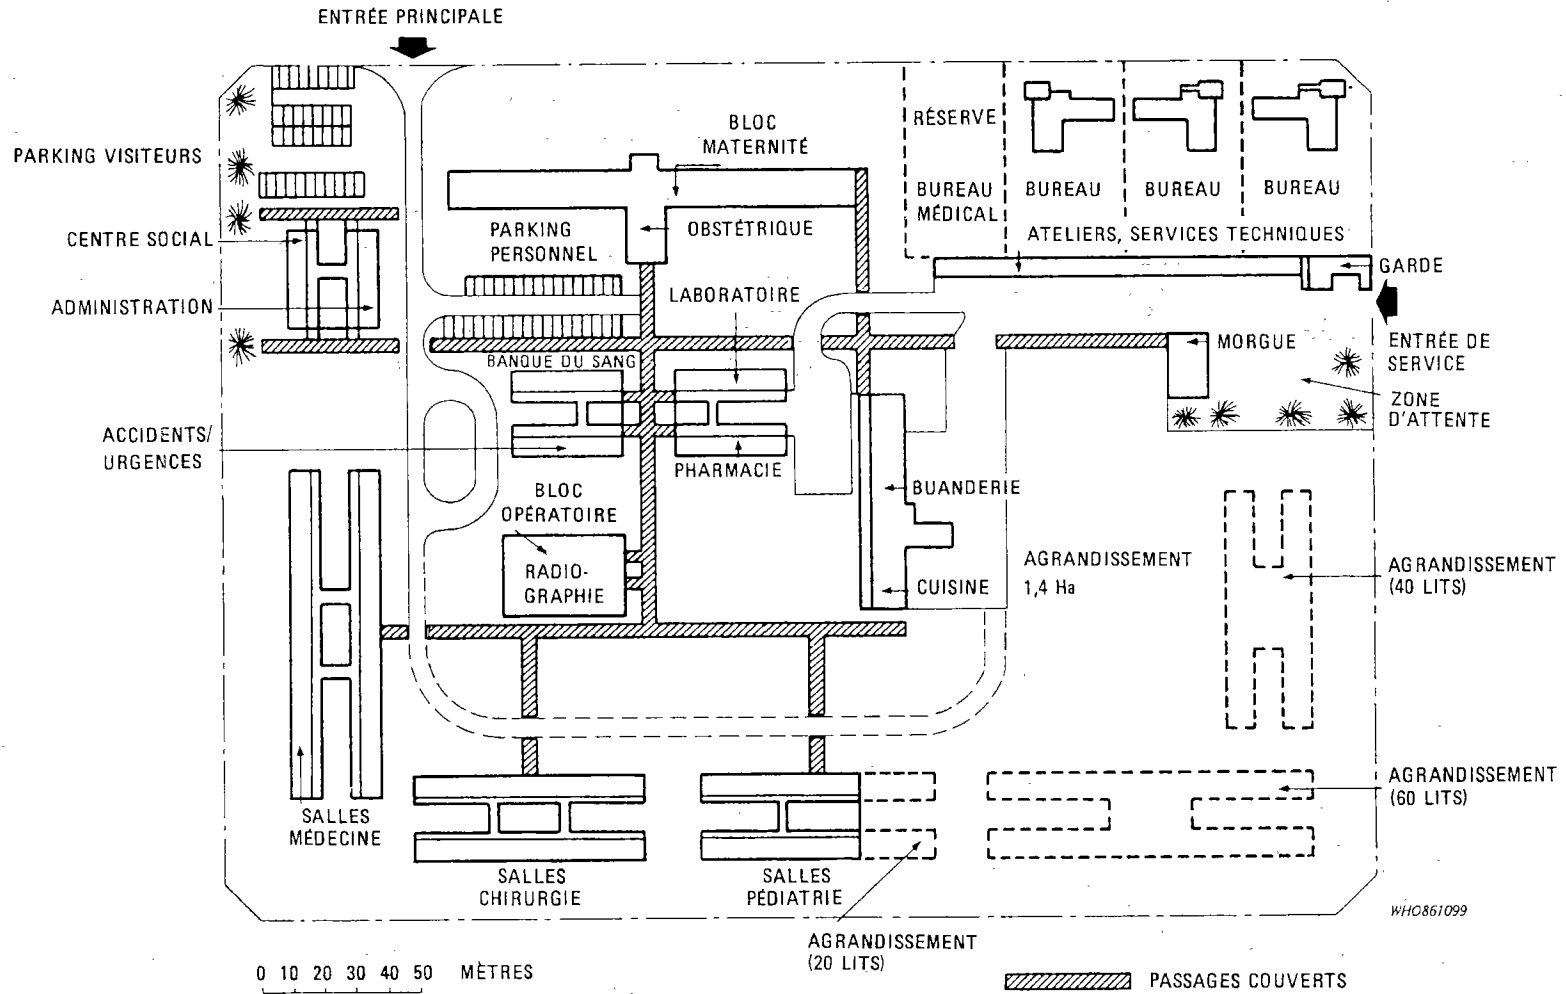 ENTRÉE PRINCIPALE
PARKING VISITEURS
CENTRE SOCIAL
ADMINISTRATION
ACCIDENTS/
URGENCES
PARKING
PERSONNEL
BLOC
MATERNITÉ
OBSTÉTRIQUE
LABORATOIRE
BANQUE DU SANG
PHARMACIE
BLOC
OPÉRATOIRE
RADIO-
GRAPHIE
RÉSERVE
BUREAU
MÉDICAL
BUREAU
BUREAU
BUREAU
ATELIERS, SERVICES TECHNIQUES
GARDE
ENTRÉE DE
SERVICE
MORGUE
ZONE
D'ATTENTE
BUANDERIE
CUISINE
AGRANDISSEMENT
1,4 Ha
AGRANDISSEMENT
(40 LITS)
AGRANDISSEMENT
(60 LITS)
SALLES
MÉDECINE
SALLES
CHIRURGIE
SALLES
PÉDIATRIE
AGRANDISSEMENT
(20 LITS)
WHO861099
0 10 20 30 40 50 MÈTRES
PASSAGES COUVERTS